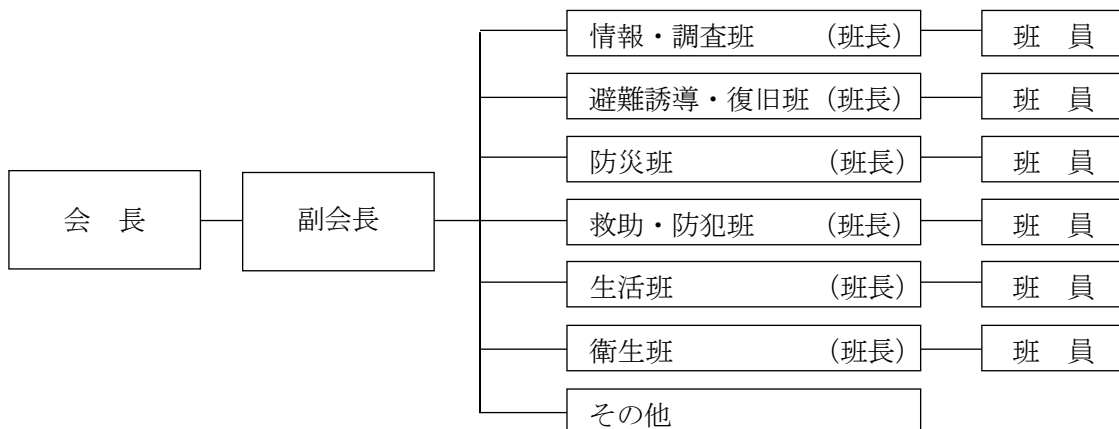 情報・調査班 (班長) 班 員
避難誘導・復旧班 (班長) 班 員
防災班 (班長) 班 員
会 長 副会長 救助・防犯班 (班長) 班 員
生活班 (班長) 班 員
衛生班 (班長) 班 員
その他